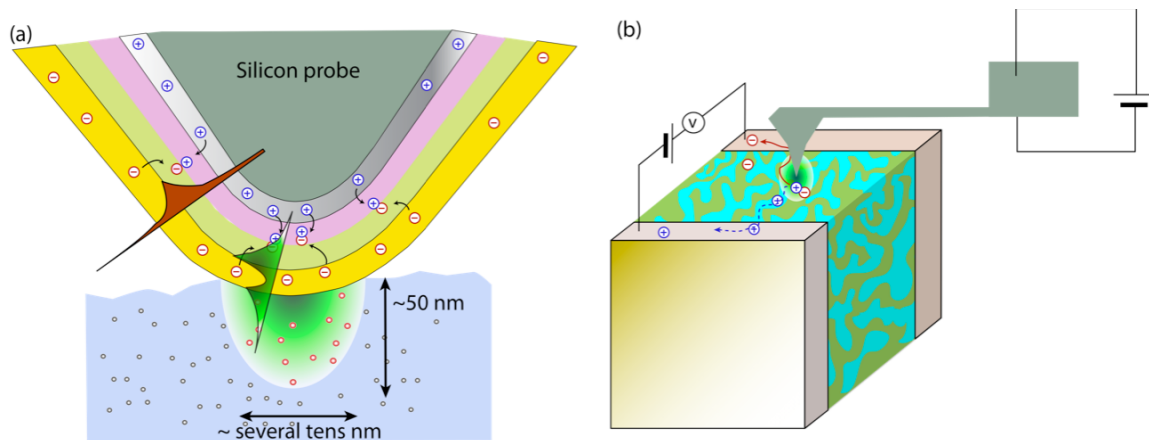 (a)
Silicon probe
~50 nm
~ several tens nm
(b)
V